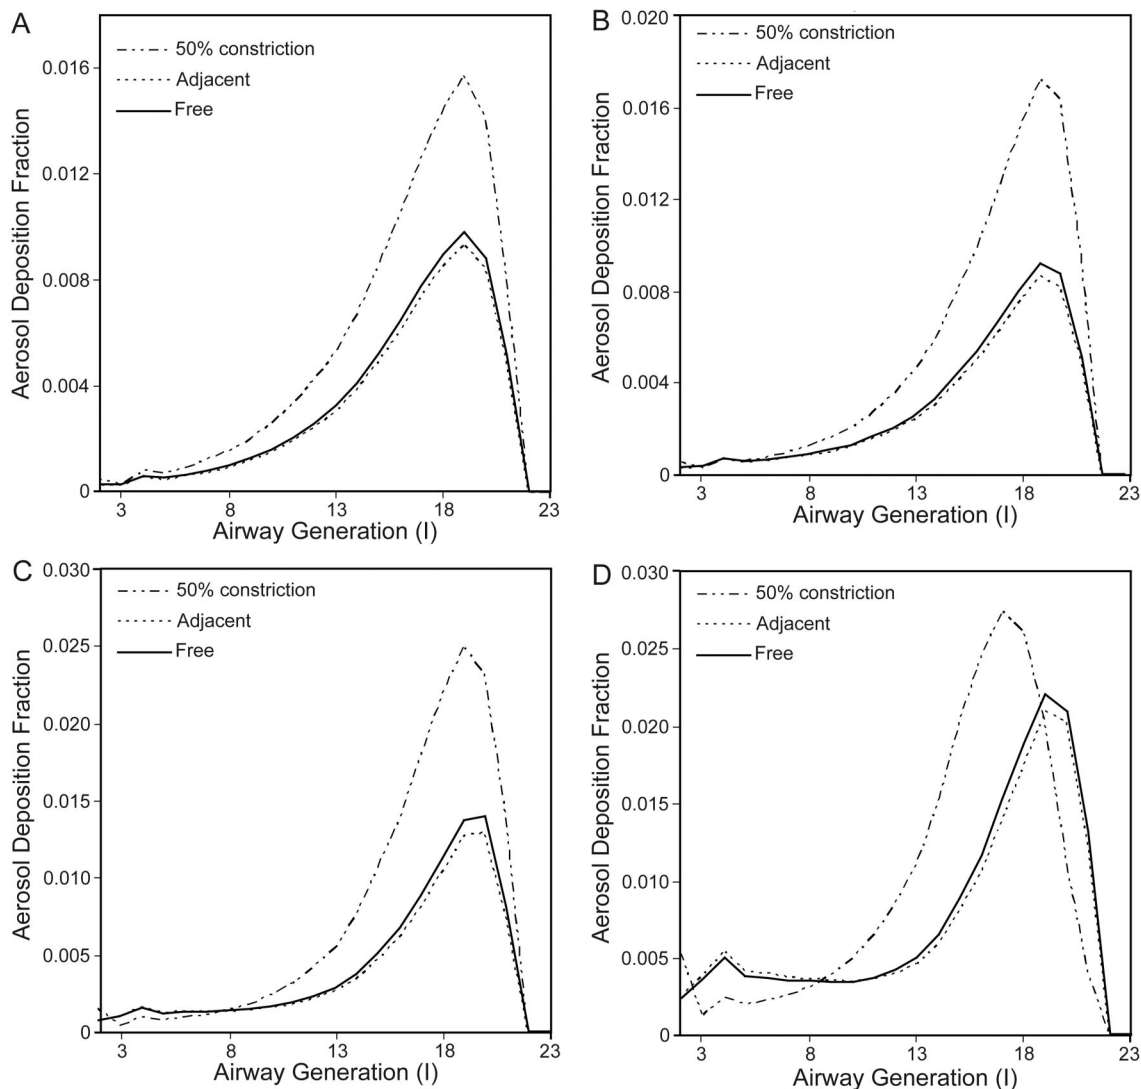 A
50% constriction
Adjacent
Free
0.016
0.012
0.008
0.004
0
Aerosol Deposition Fraction
3 8 13 18 23
Airway Generation (I)
B
50% constriction
Adjacent
Free
0.020
0.016
0.012
0.008
0.004
0
Aerosol Deposition Fraction
3 8 13 18 23
Airway Generation (I)
C
50% constriction
Adjacent
Free
0.030
0.025
0.020
0.015
0.010
0.005
0
Aerosol Deposition Fraction
3 8 13 18 23
Airway Generation (I)
D
50% constriction
Adjacent
Free
0.030
0.025
0.020
0.015
0.010
0.005
0
Aerosol Deposition Fraction
3 8 13 18 23
Airway Generation (I)